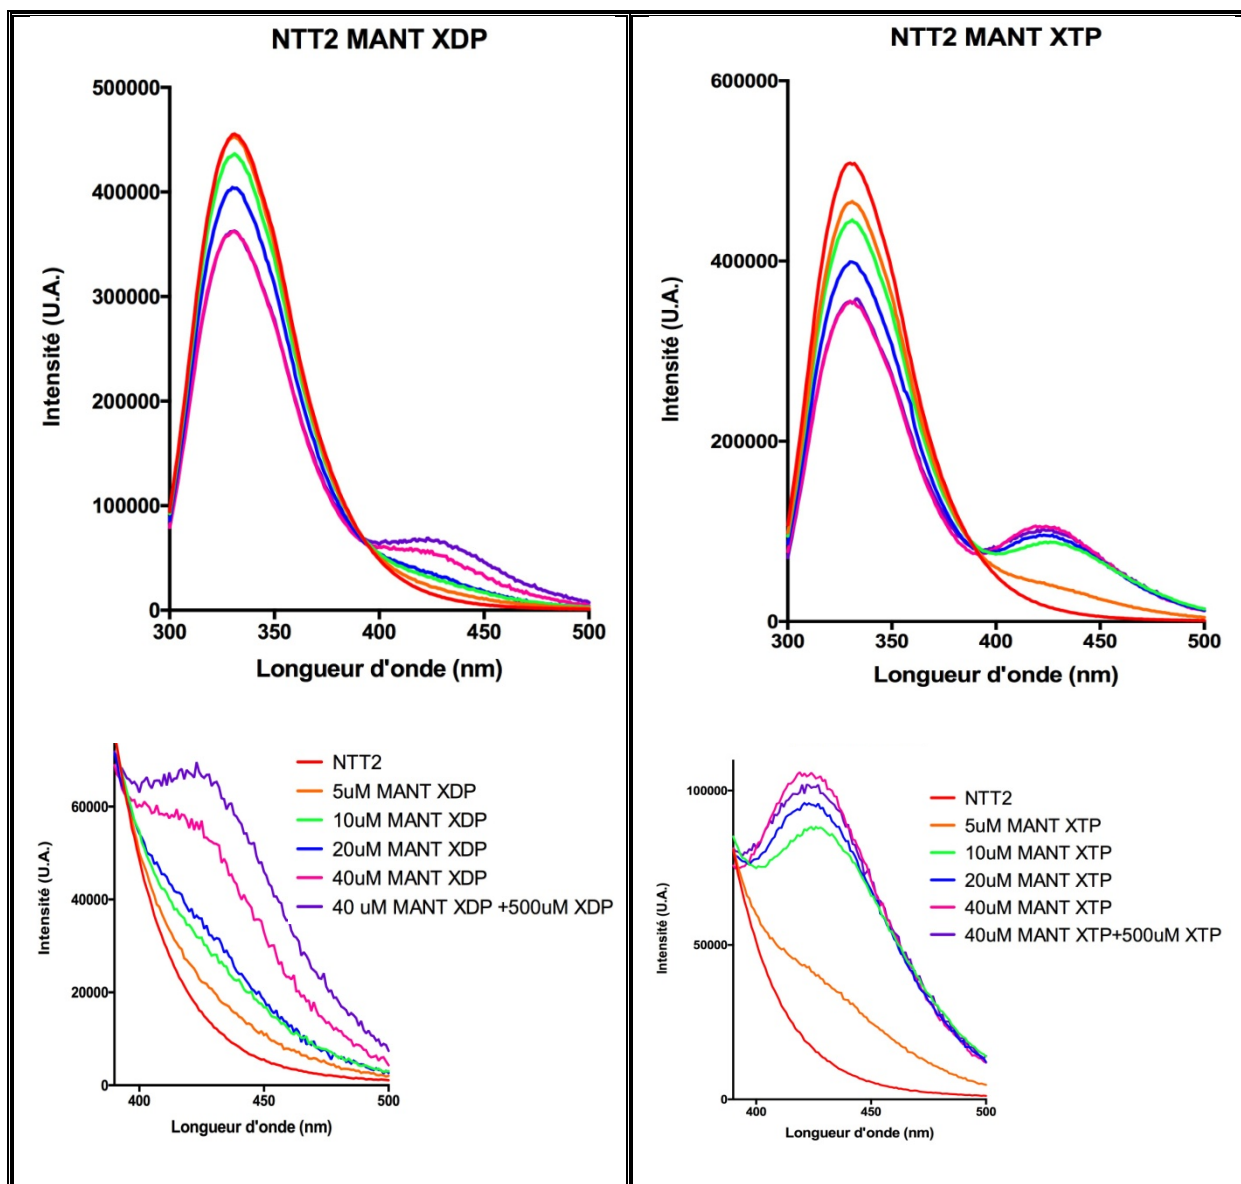 NTT2 MANT XDP
500000
400000
300000
200000
100000
0
300
350
400
450
500
Intensité (U.A.)
Longueur d'onde (nm)
NTT2 MANT XTP
600000
400000
200000
0
300
350
400
450
500
Intensité (U.A.)
Longueur d'onde (nm)
60000
40000
20000
0
400
450
500
Intensité (U.A.)
Longueur d'onde (nm)
NTT2
5uM MANT XDP
10uM MANT XDP
20uM MANT XDP
40uM MANT XDP
40 uM MANT XDP +500uM XDP
100000
50000
0
400
450
500
Intensité (U.A.)
Longueur d'onde (nm)
NTT2
5uM MANT XTP
10uM MANT XTP
20uM MANT XTP
40uM MANT XTP
40uM MANT XTP+500uM XTP